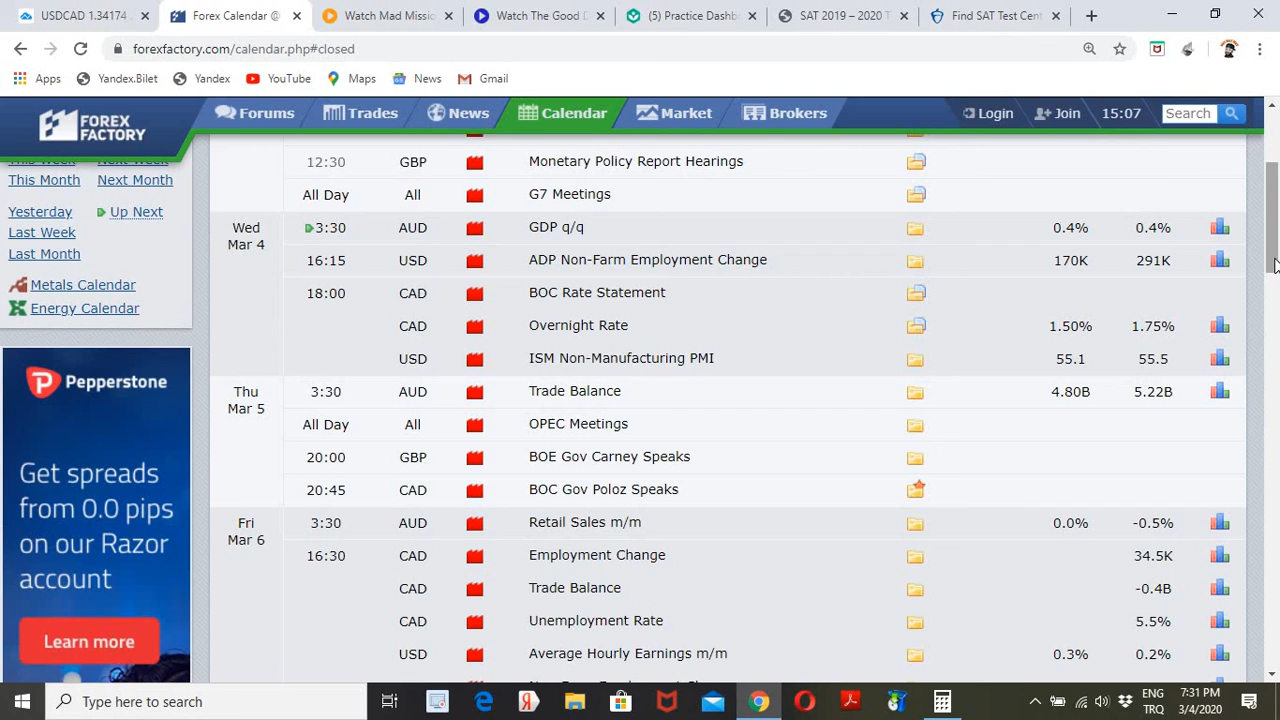 USDCAD 1.34174
Forex Calendar @
Watch Mad Missic
Watch The Good D
(5) Practice Dashb
SAT 2019 – 2020 T
Find SAT Test Cent
forexfactory.com/calendar.php#closed
Apps
Yandex.Bilet
Yandex
YouTube
Maps
News
Gmail
FOREX
FACTORY
Forums
Trades
News
Calendar
Market
Brokers
Login
Join
15:07
Search
This Week Next Week
This Month Next Month
Yesterday Up Next
Last Week
Last Month
Metals Calendar
Energy Calendar
Pepperstone
Get spreads
from 0.0 pips
on our Razor
account
Learn more
12:30 GBP Monetary Policy Report Hearings
All Day All G7 Meetings
Wed
Mar 4
3:30 AUD GDP q/q 0.4% 0.4%
16:15 USD ADP Non-Farm Employment Change 170K 291K
18:00 CAD BOC Rate Statement
CAD Overnight Rate 1.50% 1.75%
USD ISM Non-Manufacturing PMI 55.1 55.5
Thu
Mar 5
3:30 AUD Trade Balance 4.80B 5.22B
All Day All OPEC Meetings
20:00 GBP BOE Gov Carney Speaks
20:45 CAD BOC Gov Poloz Speaks
Fri
Mar 6
3:30 AUD Retail Sales m/m 0.0% -0.5%
16:30 CAD Employment Change 34.5K
CAD Trade Balance -0.4B
CAD Unemployment Rate 5.5%
USD Average Hourly Earnings m/m 0.3% 0.2%
Type here to search
ENG
TRQ
7:31 PM
3/4/2020